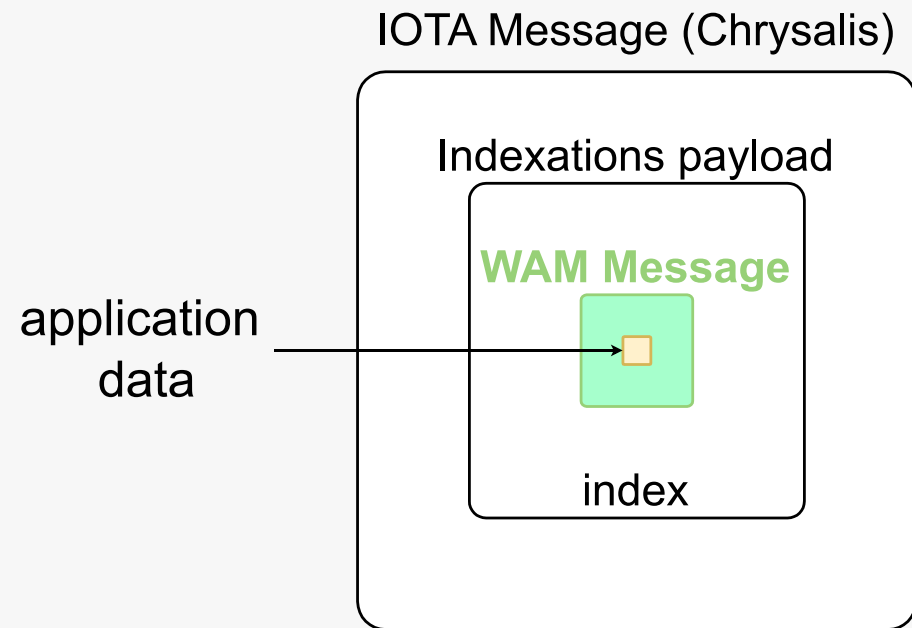 IOTA Message (Chrysalis)
Indexations payload
WAM Message
application
data
index